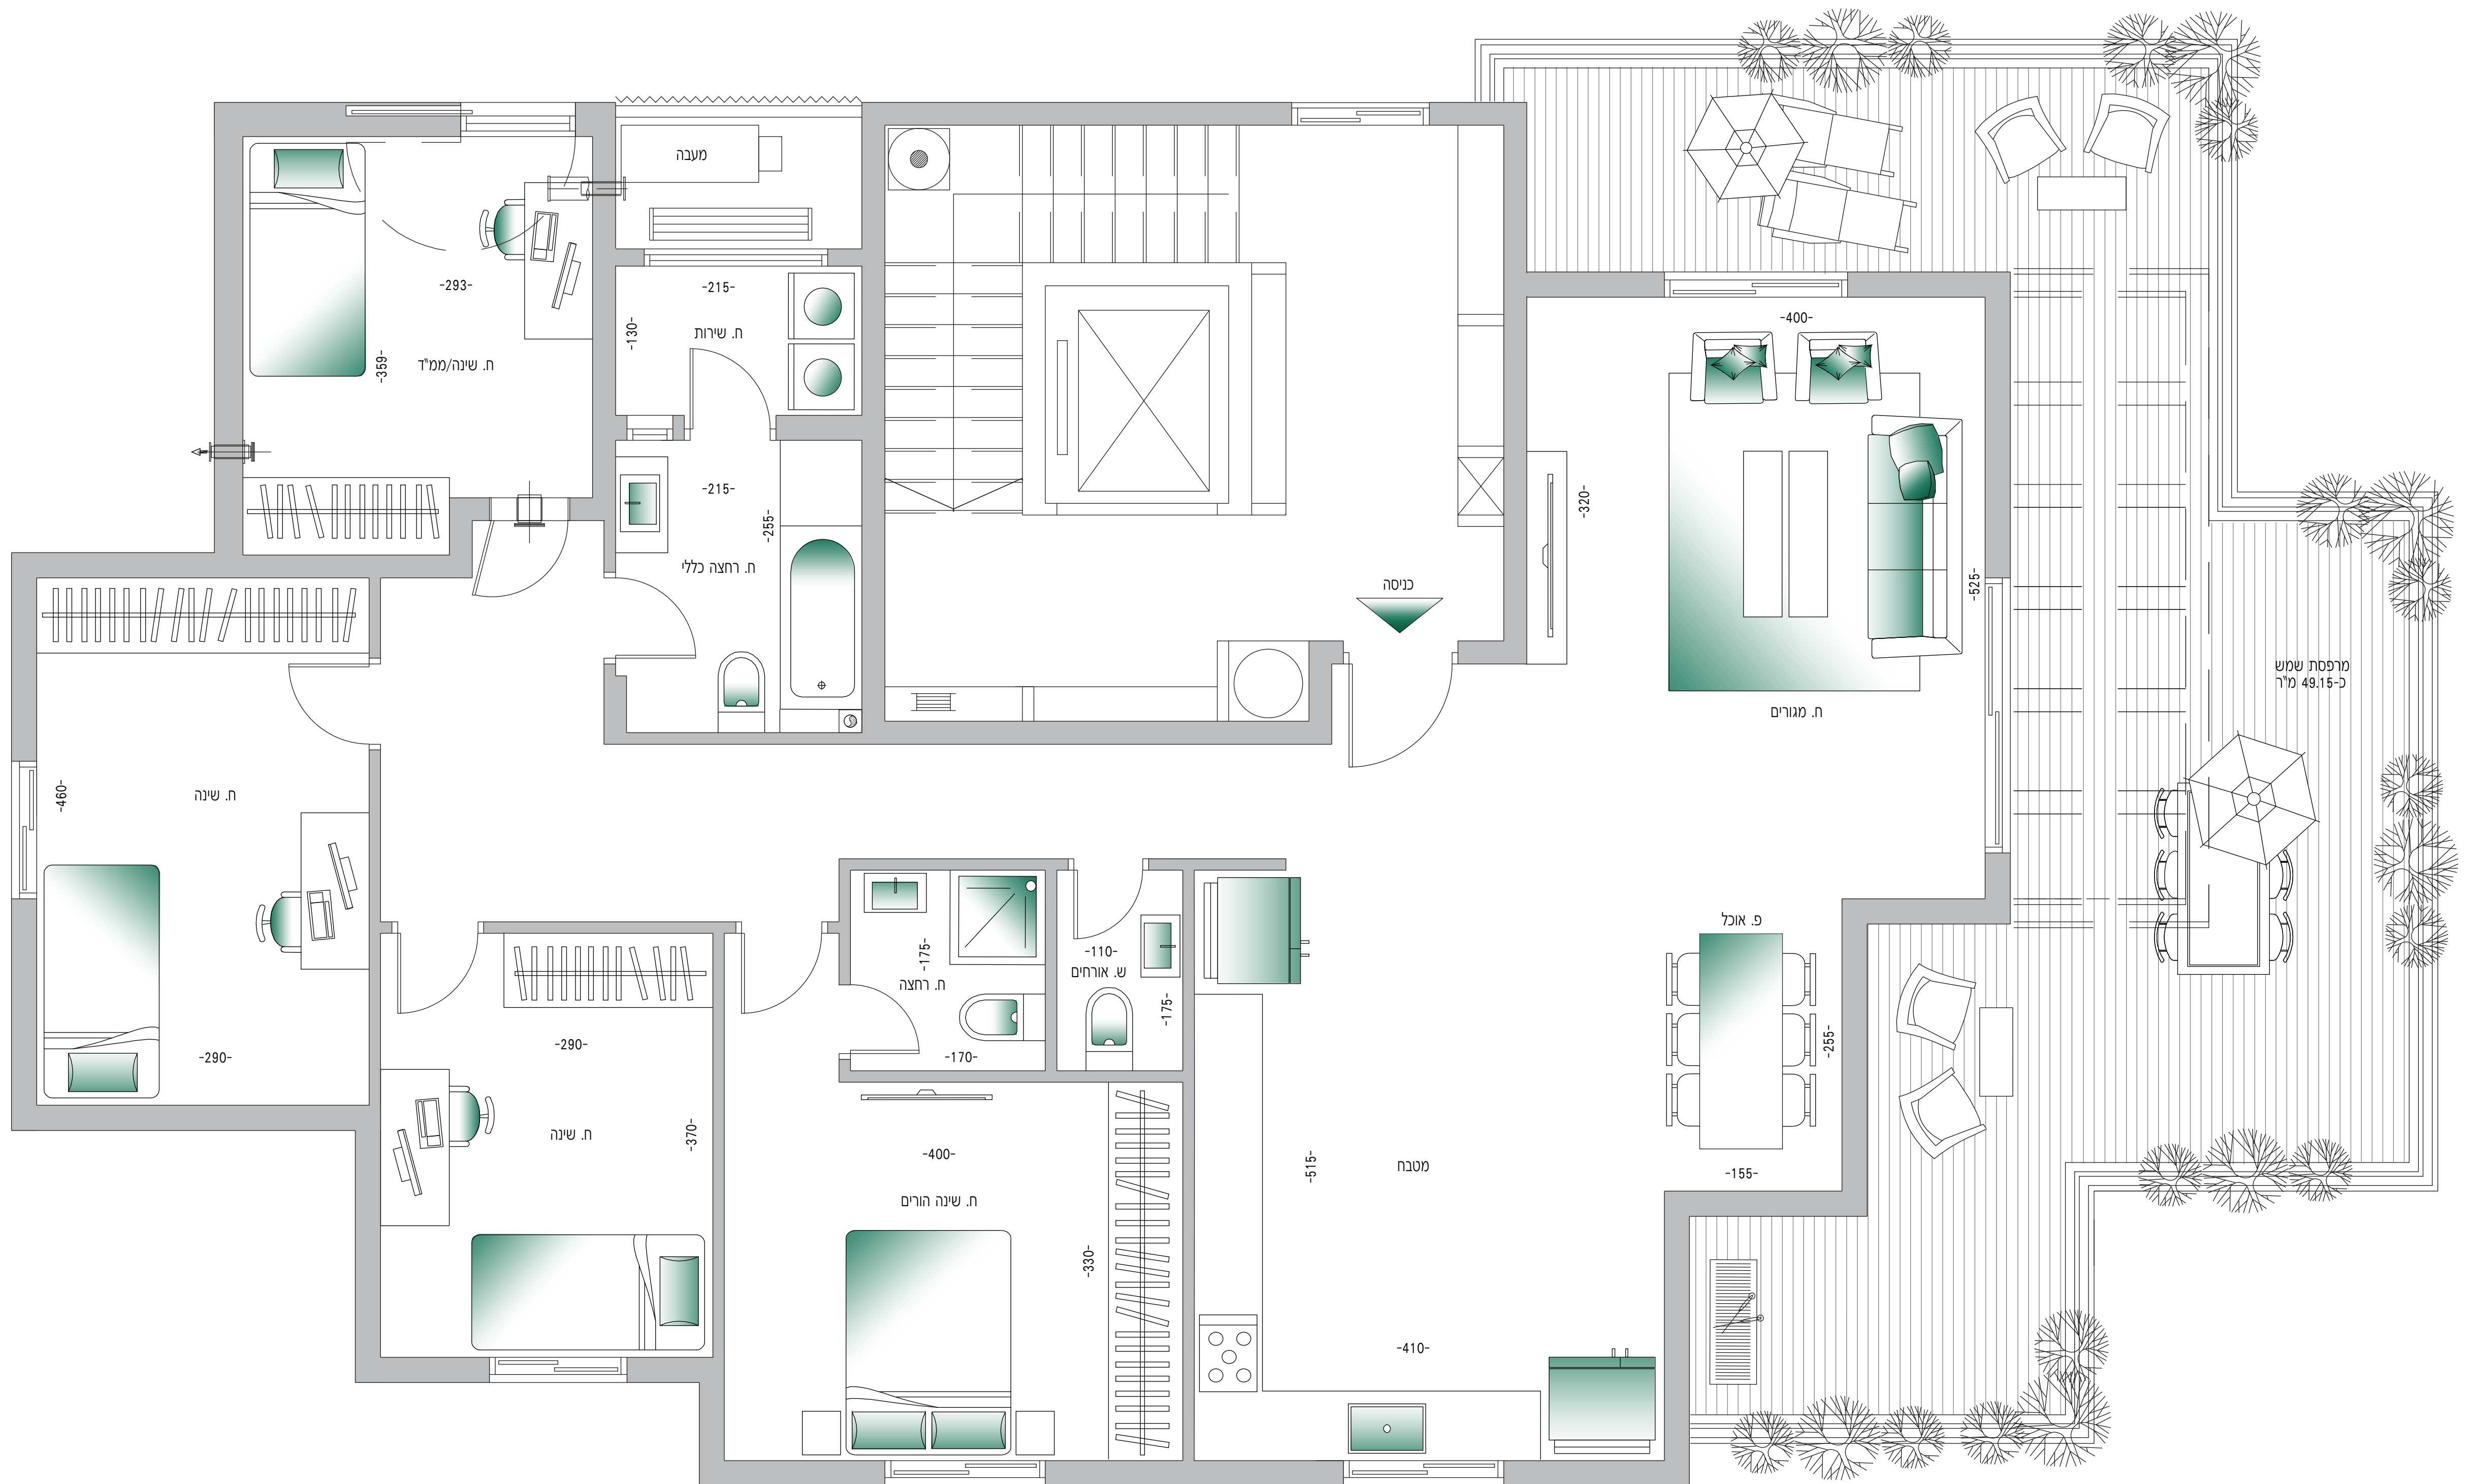 מעבה
-293-
-359-
ח. שינה/ממ"ד
-215-
-130-
ח. שירות
-215-
-255-
ח. רחצה כללי
כניסה
-400-
-320-
-525-
ח. מגורים
מרפסת שמש
כ-49.15 מ"ר
-460-
ח. שינה
-290-
-290-
-370-
ח. שינה
-175-
ח. רחצה
-170-
-110-
ש. אורחים
-175-
-400-
ח. שינה הורים
-330-
-515-
מטבח
-410-
פ. אוכל
-255-
-155-